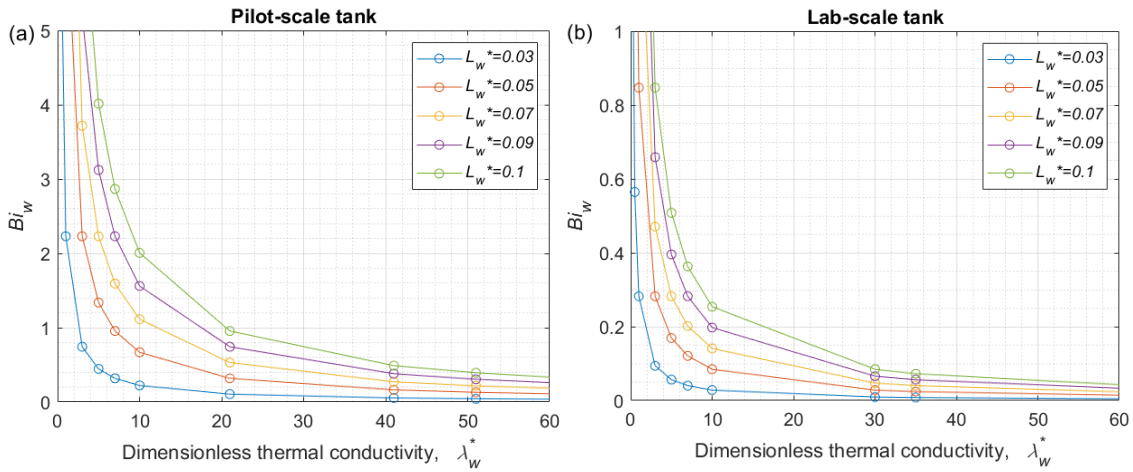 Pilot-scale tank
(a)
5
4
3
2
1
0
Bi_w
0 10 20 30 40 50 60
Dimensionless thermal conductivity, λ_w^*
L_w*=0.03
L_w*=0.05
L_w*=0.07
L_w*=0.09
L_w*=0.1
Lab-scale tank
(b)
1
0.8
0.6
0.4
0.2
0
Bi_w
0 10 20 30 40 50 60
Dimensionless thermal conductivity, λ_w^*
L_w*=0.03
L_w*=0.05
L_w*=0.07
L_w*=0.09
L_w*=0.1